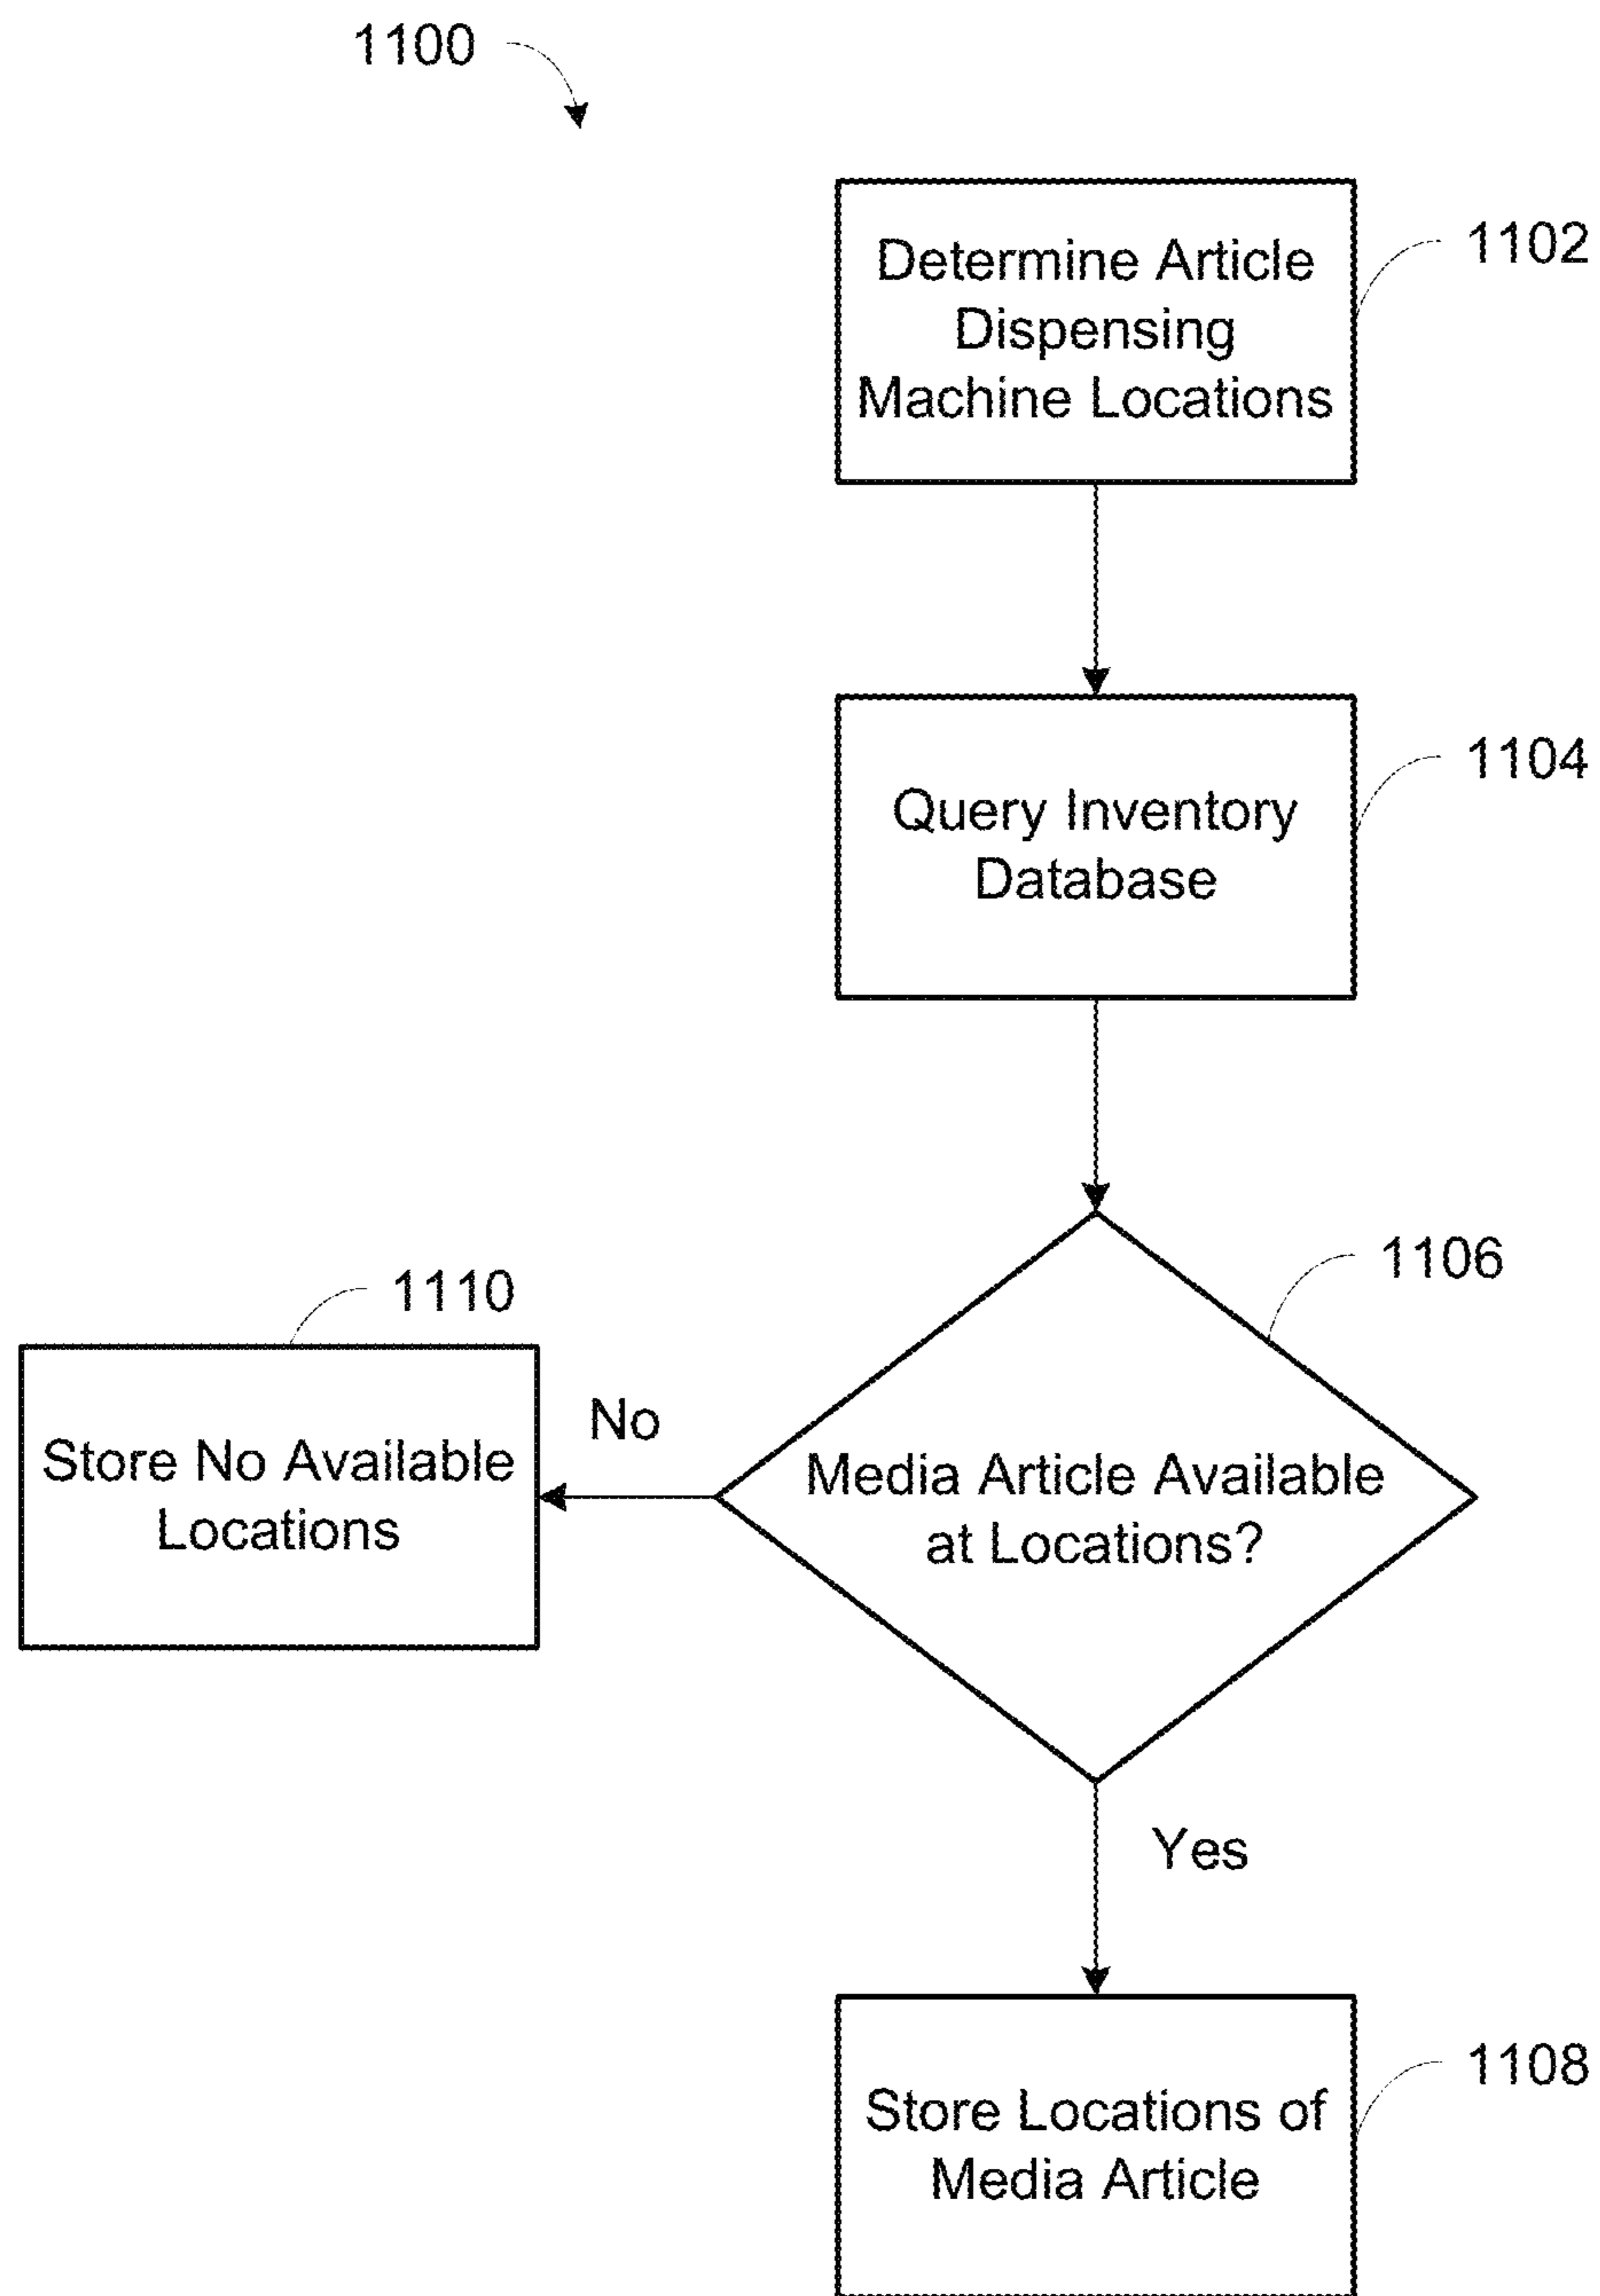 1100
Determine Article
Dispensing
Machine Locations
1102
Query Inventory
Database
1104
1106
Media Article Available
at Locations?
No
1110
Store No Available
Locations
Yes
Store Locations of
Media Article
1108